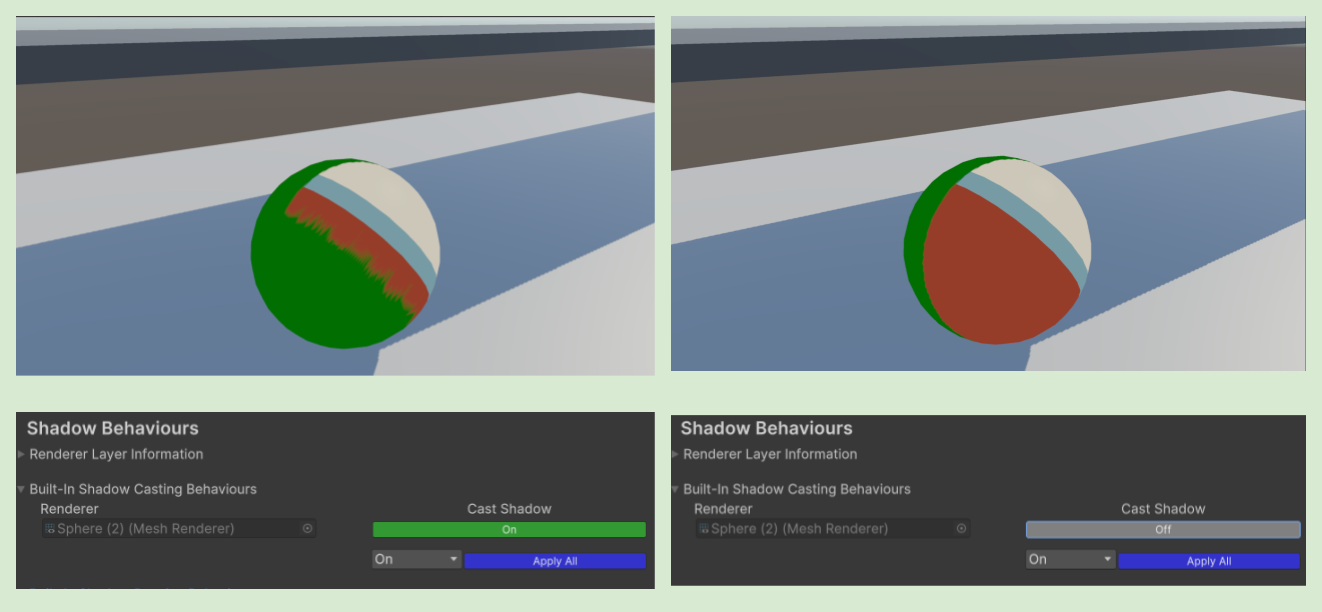 Shadow Behaviours
Renderer Layer Information
Built-In Shadow Casting Behaviours
Renderer Cast Shadow
Sphere (2) (Mesh Renderer) On
On Apply All
Shadow Behaviours
Renderer Layer Information
Built-In Shadow Casting Behaviours
Renderer Cast Shadow
Sphere (2) (Mesh Renderer) Off
On Apply All